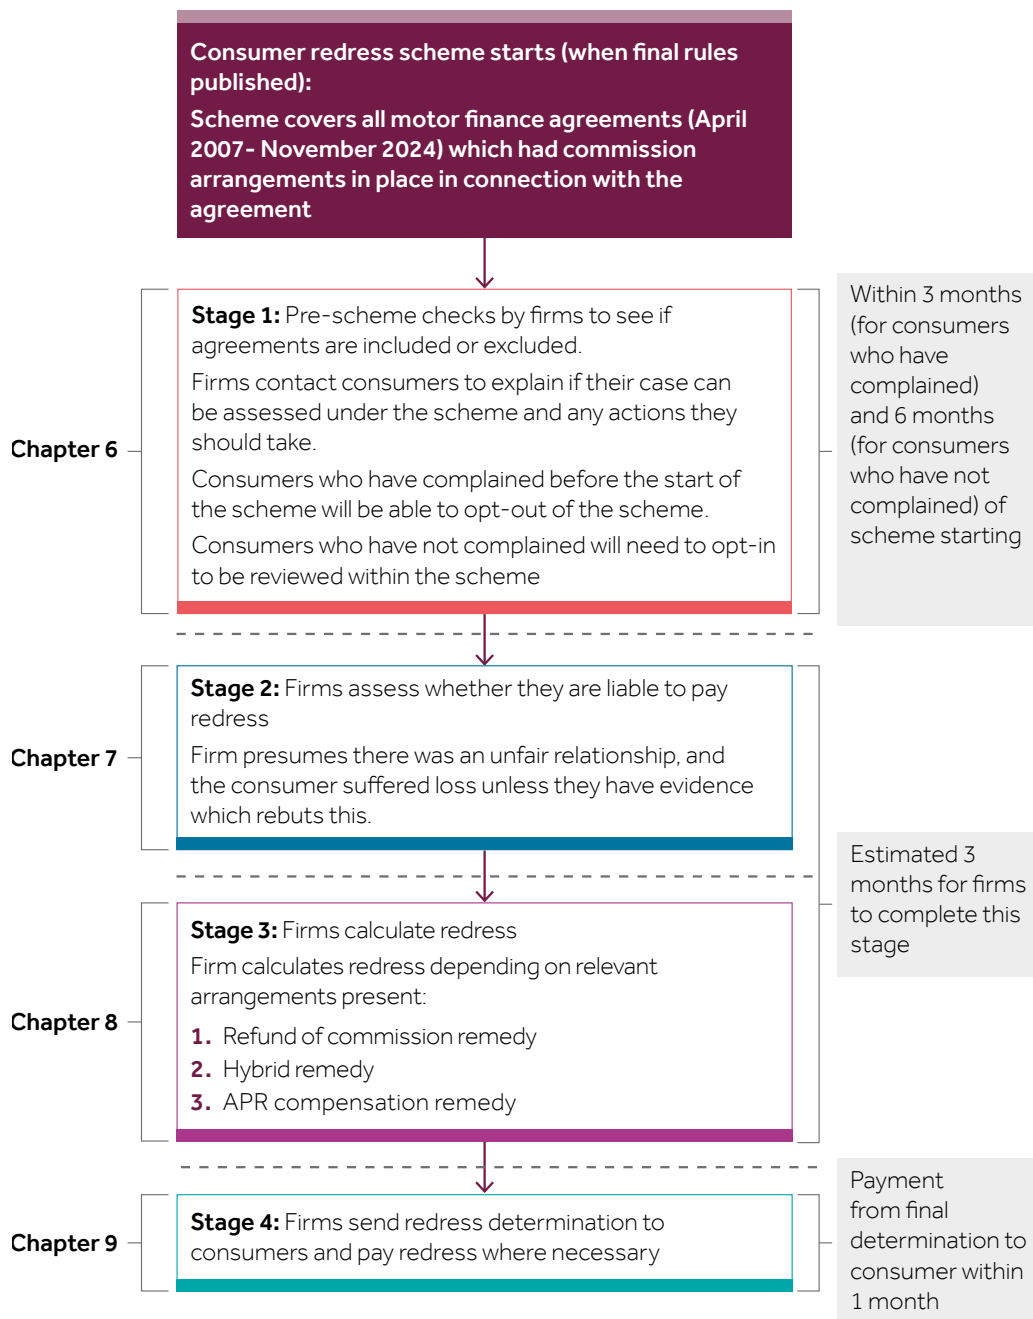 Consumer redress scheme starts (when final rules
published):
Scheme covers all motor finance agreements (April
2007- November 2024) which had commission
arrangements in place in connection with the
agreement
Chapter 6
Stage 1: Pre-scheme checks by firms to see if
agreements are included or excluded.
Firms contact consumers to explain if their case can
be assessed under the scheme and any actions they
should take.
Consumers who have complained before the start of
the scheme will be able to opt-out of the scheme.
Consumers who have not complained will need to opt-in
to be reviewed within the scheme
Within 3 months
(for consumers
who have
complained)
and 6 months
(for consumers
who have not
complained) of
scheme starting
Chapter 7
Stage 2: Firms assess whether they are liable to pay
redress
Firm presumes there was an unfair relationship, and
the consumer suffered loss unless they have evidence
which rebuts this.
Chapter 8
Stage 3: Firms calculate redress
Firm calculates redress depending on relevant
arrangements present:
1. Refund of commission remedy
2. Hybrid remedy
3. APR compensation remedy
Estimated 3
months for firms
to complete this
stage
Chapter 9
Stage 4: Firms send redress determination to
consumers and pay redress where necessary
Payment
from final
determination to
consumer within
1 month